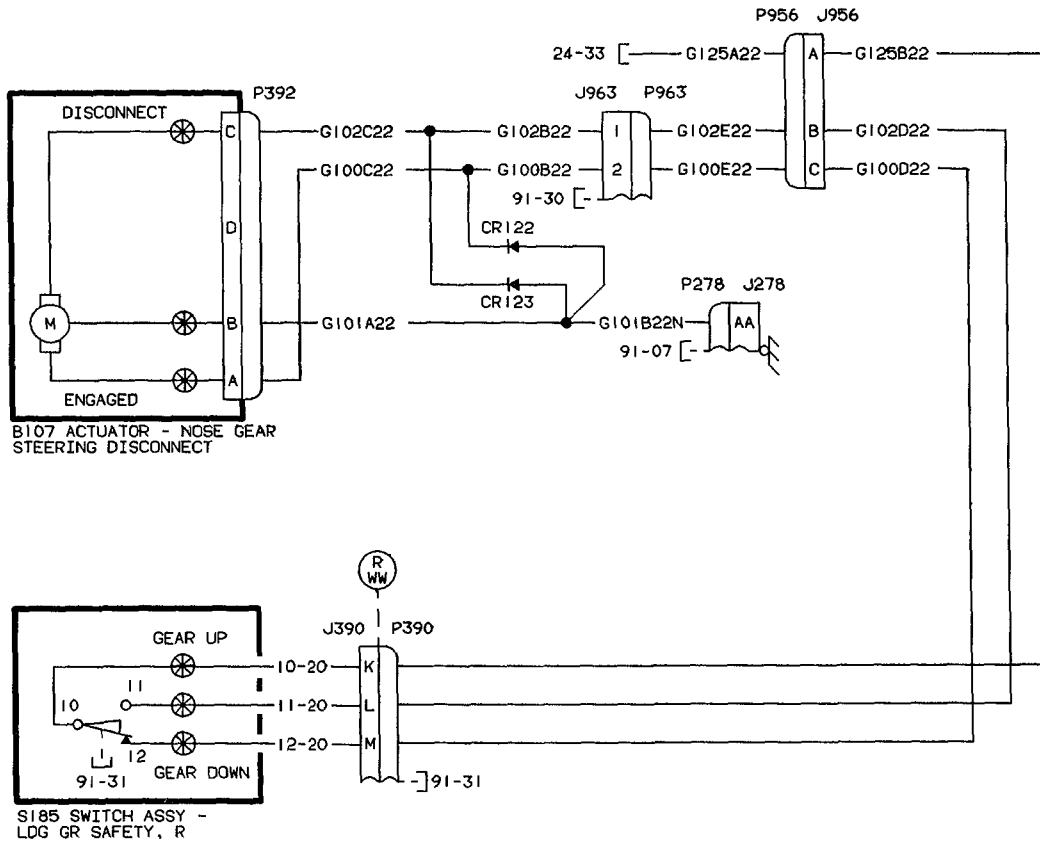 P956 J956
24-33 G125A22 A G125B22
P392 J963 P963
DISCONNECT
C G102C22 G102B22 1 G102E22 B G102D22
G100C22 G100B22 2 G100E22 C G100D22
91-30
D CR122
CR123 P278 J278
M B G101A22 G101B22N AA
91-07
A
ENGAGED
B107 ACTUATOR - NOSE GEAR
STEERING DISCONNECT
R
WW
J390 P390
GEAR UP
10-20 K
11
10 11-20 L
12 12-20 M
91-31 GEAR DOWN 91-31
S185 SWITCH ASSY -
LDG GR SAFETY, R